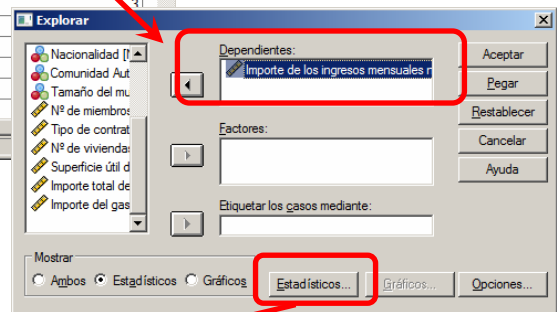 Explorar
Nacionalidad [
Comunidad Aut
Tamaño del mu
Nº de miembros
Tipo de contrat
Nº de viviendas
Superficie útil d
Importe total de
Importe del gas
Dependientes:
Importe de los ingresos mensuales n
Factores:
Etiquetar los casos mediante:
Aceptar
Pegar
Restablecer
Cancelar
Ayuda
Mostrar
Ambos Estadísticos Gráficos
Estadísticos... Gráficos... Opciones...